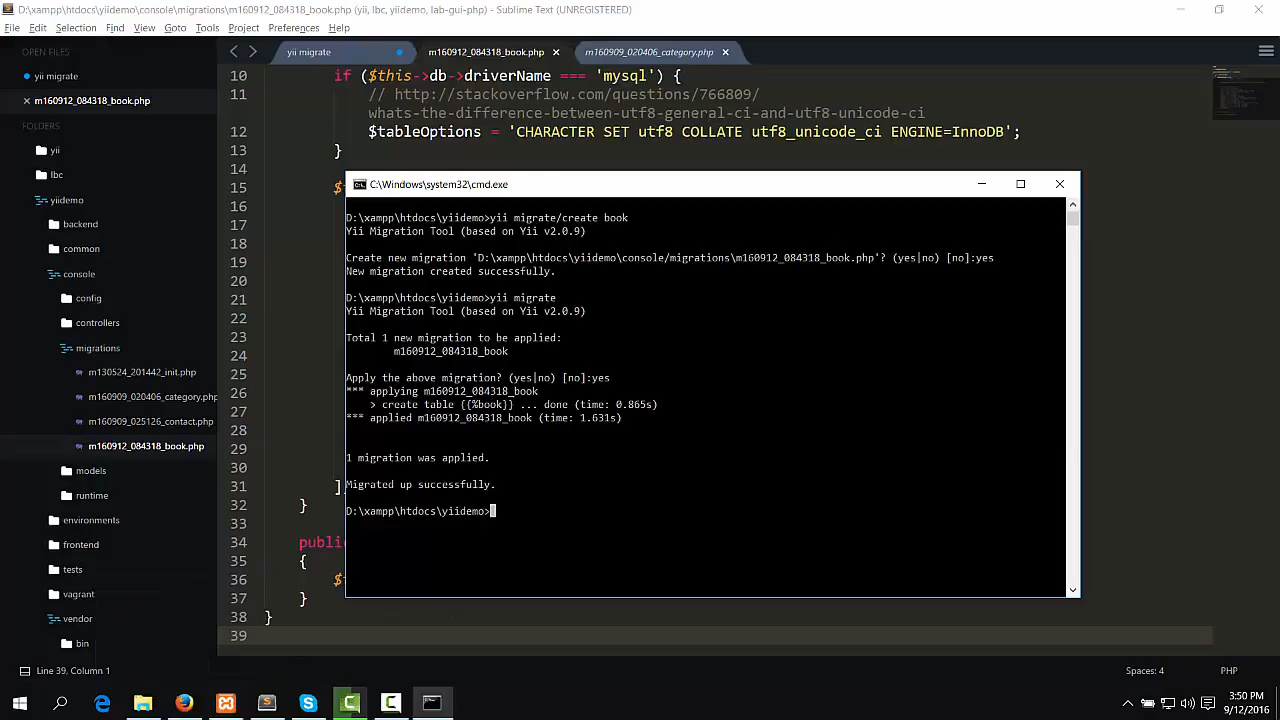 D:\xampp\htdocs\yiidemo\console\migrations\m160912_084318_book.php (yii, lbc, yiidemo, lab-gui-php) - Sublime Text (UNREGISTERED)
File Edit Selection Find View Goto Tools Project Preferences Help
OPEN FILES
yii migrate
m160912_084318_book.php
FOLDERS
yii
lbc
yiidemo
backend
common
console
config
controllers
migrations
m130524_201442_init.php
m160909_020406_category.php
m160909_025126_contact.php
m160912_084318_book.php
models
runtime
environments
frontend
tests
vagrant
vendor
bin
yii migrate
m160912_084318_book.php
m160909_020406_category.php
10 if ($this->db->driverName === 'mysql') {
11 // http://stackoverflow.com/questions/766809/
whats-the-difference-between-utf8-general-ci-and-utf8-unicode-ci
12 $tableOptions = 'CHARACTER SET utf8 COLLATE utf8_unicode_ci ENGINE=InnoDB';
13 }
14
15 $
16
17
18
19
20
21
22
23
24
25
26
27
28
29
30
31 ]
32 }
33
34 publi
35 {
36 $
37 }
38 }
39
C:\Windows\system32\cmd.exe
D:\xampp\htdocs\yiidemo>yii migrate/create book
Yii Migration Tool (based on Yii v2.0.9)
Create new migration 'D:\xampp\htdocs\yiidemo\console/migrations\m160912_084318_book.php'? (yes|no) [no]:yes
New migration created successfully.
D:\xampp\htdocs\yiidemo>yii migrate
Yii Migration Tool (based on Yii v2.0.9)
Total 1 new migration to be applied:
m160912_084318_book
Apply the above migration? (yes|no) [no]:yes
*** applying m160912_084318_book
> create table {{%book}} ... done (time: 0.865s)
*** applied m160912_084318_book (time: 1.631s)
1 migration was applied.
Migrated up successfully.
D:\xampp\htdocs\yiidemo>
Line 39, Column 1
Spaces: 4
PHP
3:50 PM
9/12/2016